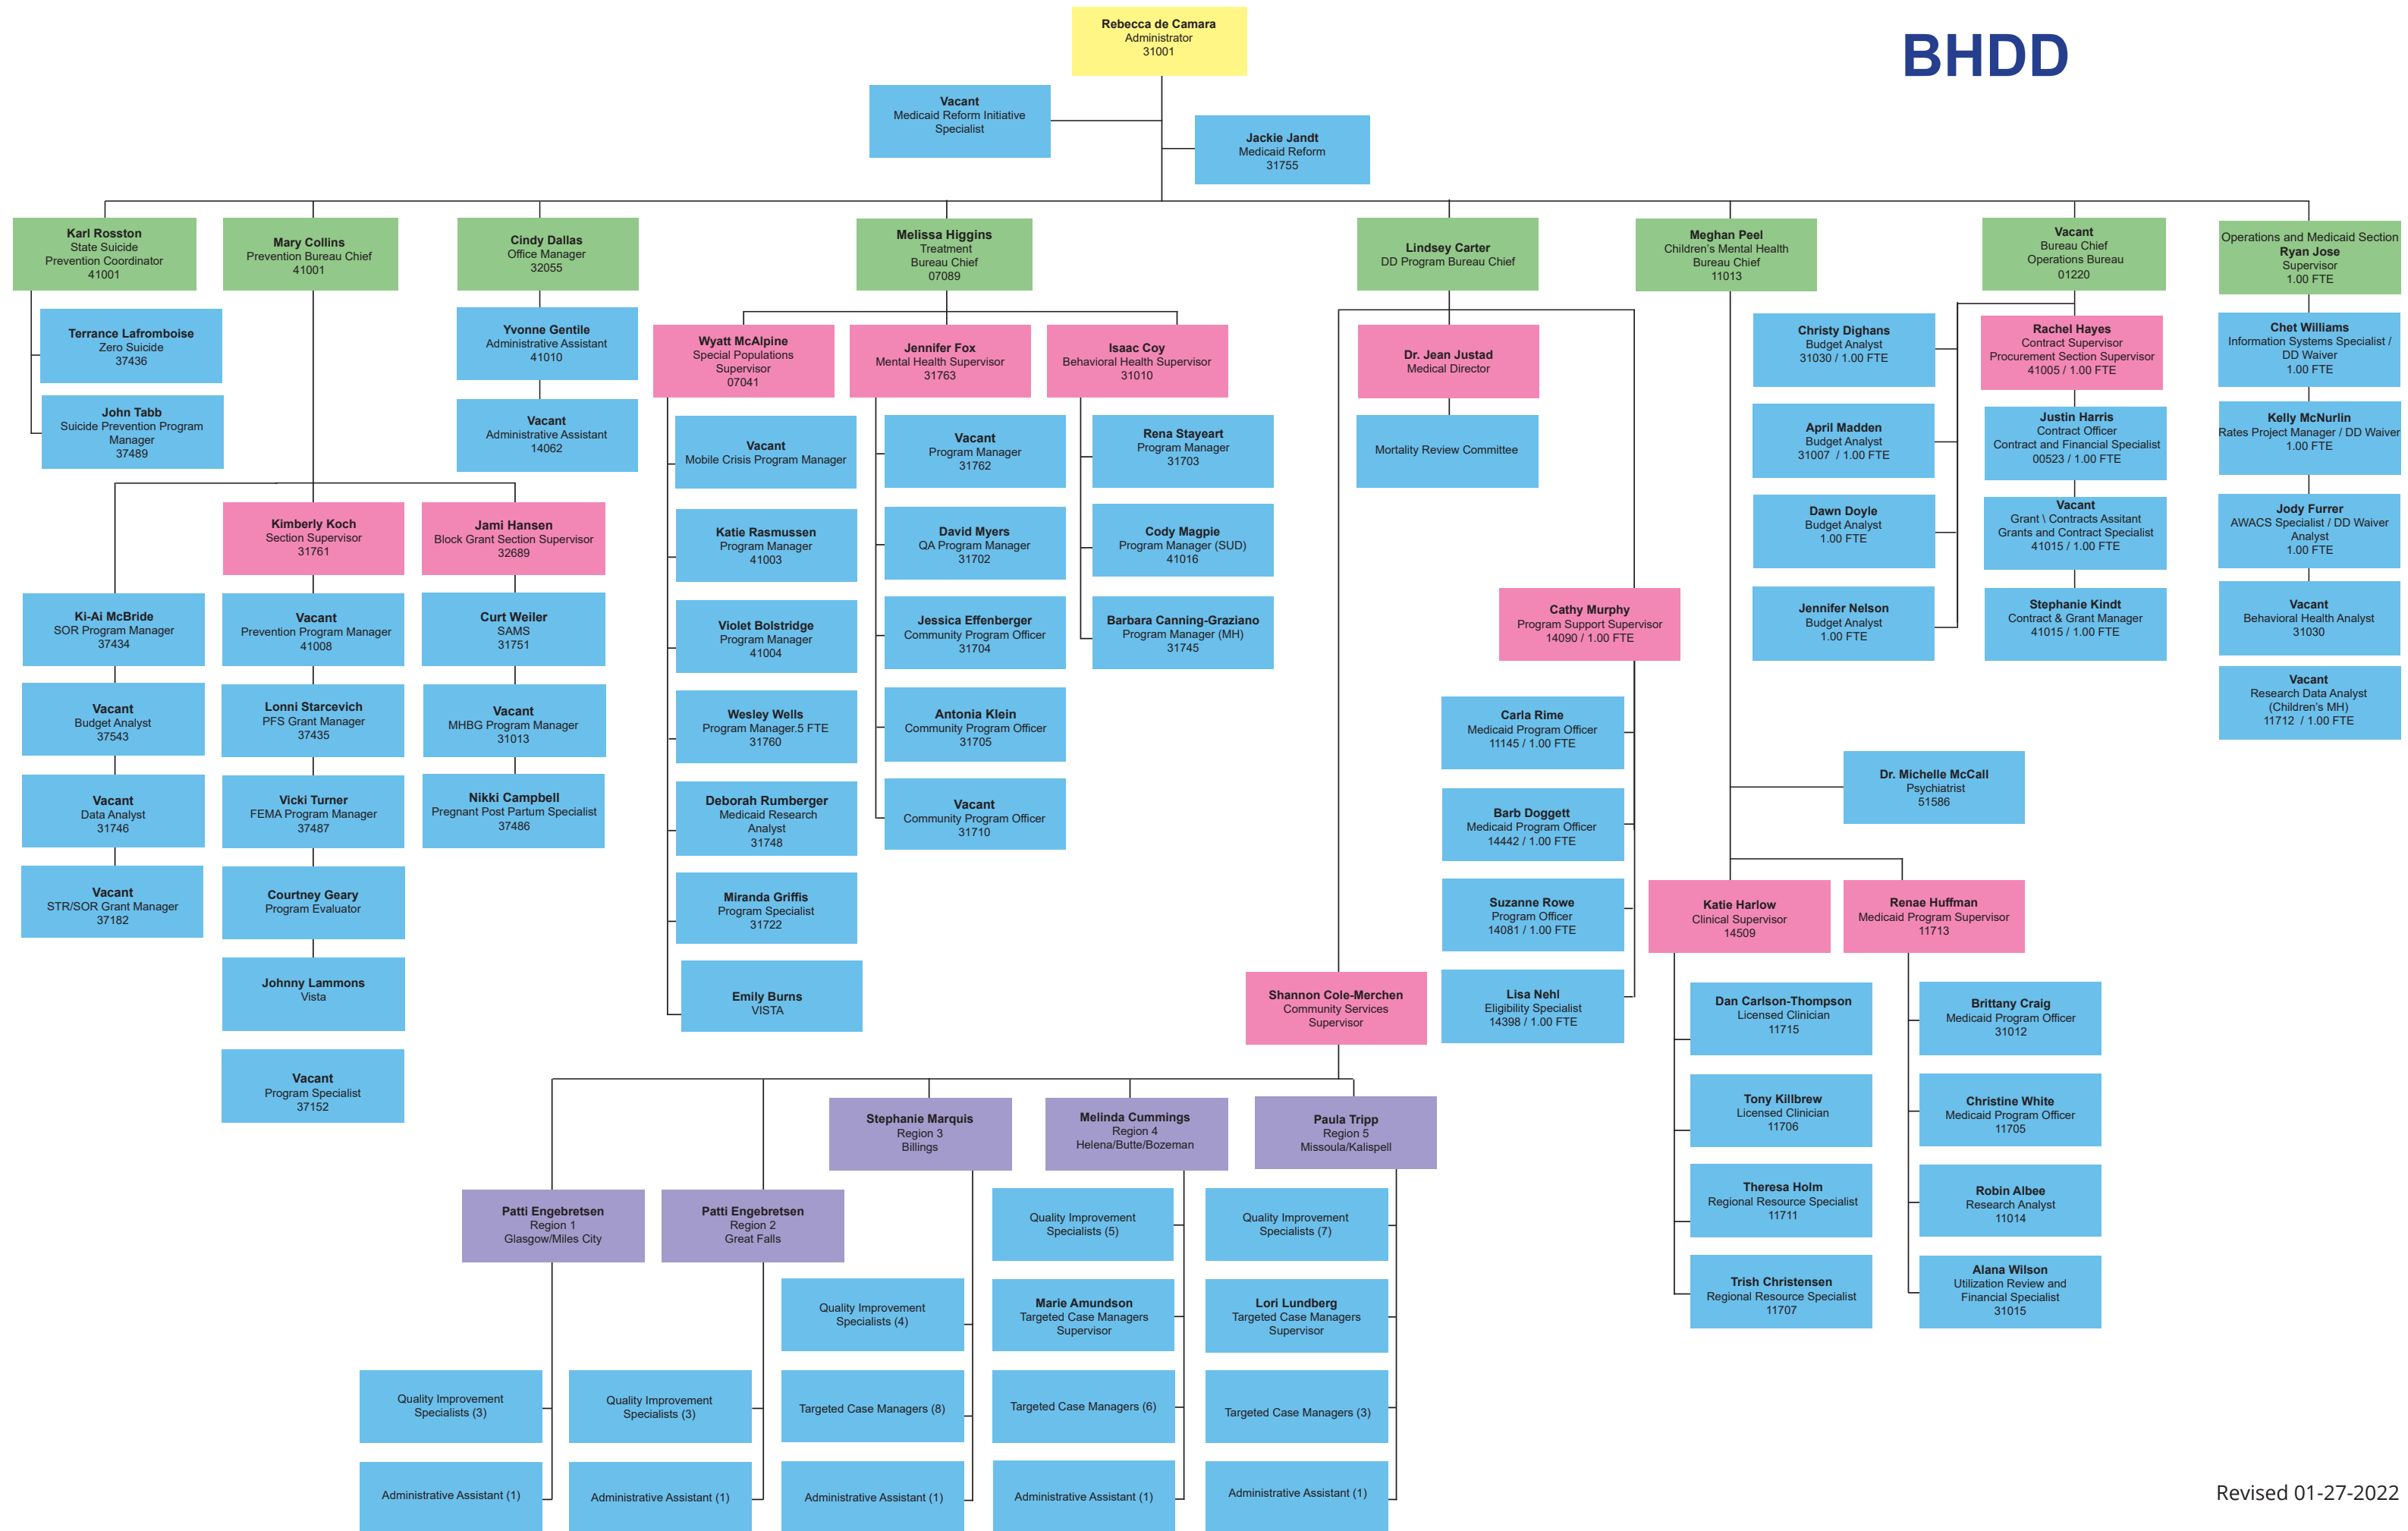 Rebecca de Camara
Administrator
31001
BHDD
Vacant
Medicaid Reform Initiative
Specialist
Jackie Jandt
Medicaid Reform
31755
Karl Rosston
State Suicide
Prevention Coordinator
41001
Mary Collins
Prevention Bureau Chief
41001
Cindy Dallas
Office Manager
32055
Melissa Higgins
Treatment
Bureau Chief
07089
Lindsey Carter
DD Program Bureau Chief
Meghan Peel
Children's Mental Health
Bureau Chief
11013
Vacant
Bureau Chief
Operations Bureau
01220
Operations and Medicaid Section
Ryan Jose
Supervisor
1.00 FTE
Terrance Lafromboise
Zero Suicide
37436
John Tabb
Suicide Prevention Program
Manager
37489
Yvonne Gentile
Administrative Assistant
41010
Vacant
Administrative Assistant
14062
Kimberly Koch
Section Supervisor
31761
Jami Hansen
Block Grant Section Supervisor
32689
Ki-Ai McBride
SOR Program Manager
37434
Vacant
Budget Analyst
37543
Vacant
Data Analyst
31746
Vacant
STR/SOR Grant Manager
37182
Vacant
Prevention Program Manager
41008
Lonni Starcevich
PFS Grant Manager
37435
Vicki Turner
FEMA Program Manager
37487
Courtney Geary
Program Evaluator
Johnny Lammons
Vista
Vacant
Program Specialist
37152
Curt Weiler
SAMS
31751
Vacant
MHBG Program Manager
31013
Nikki Campbell
Pregnant Post Partum Specialist
37486
Wyatt McAlpine
Special Populations
Supervisor
07041
Vacant
Mobile Crisis Program Manager
Katie Rasmussen
Program Manager
41003
Violet Bolstridge
Program Manager
41004
Wesley Wells
Program Manager.5 FTE
31760
Deborah Rumberger
Medicaid Research
Analyst
31748
Miranda Griffis
Program Specialist
31722
Emily Burns
VISTA
Jennifer Fox
Mental Health Supervisor
31763
Vacant
Program Manager
31762
David Myers
QA Program Manager
31702
Jessica Effenberger
Community Program Officer
31704
Antonia Klein
Community Program Officer
31705
Vacant
Community Program Officer
31710
Isaac Coy
Behavioral Health Supervisor
31010
Rena Stayeart
Program Manager
31703
Cody Magpie
Program Manager (SUD)
41016
Barbara Canning-Graziano
Program Manager (MH)
31745
Dr. Jean Justad
Medical Director
Mortality Review Committee
Cathy Murphy
Program Support Supervisor
14090 / 1.00 FTE
Carla Rime
Medicaid Program Officer
11145 / 1.00 FTE
Barb Doggett
Medicaid Program Officer
14442 / 1.00 FTE
Suzanne Rowe
Program Officer
14081 / 1.00 FTE
Lisa Nehl
Eligibility Specialist
14398 / 1.00 FTE
Shannon Cole-Merchen
Community Services
Supervisor
Patti Engebretsen
Region 1
Glasgow/Miles City
Quality Improvement
Specialists (3)
Administrative Assistant (1)
Patti Engebretsen
Region 2
Great Falls
Quality Improvement
Specialists (3)
Administrative Assistant (1)
Stephanie Marquis
Region 3
Billings
Quality Improvement
Specialists (4)
Targeted Case Managers (8)
Administrative Assistant (1)
Melinda Cummings
Region 4
Helena/Butte/Bozeman
Quality Improvement
Specialists (5)
Marie Amundson
Targeted Case Managers
Supervisor
Targeted Case Managers (6)
Administrative Assistant (1)
Paula Tripp
Region 5
Missoula/Kalispell
Quality Improvement
Specialists (7)
Lori Lundberg
Targeted Case Managers
Supervisor
Targeted Case Managers (3)
Administrative Assistant (1)
Dr. Michelle McCall
Psychiatrist
51586
Katie Harlow
Clinical Supervisor
14509
Dan Carlson-Thompson
Licensed Clinician
11715
Tony Killbrew
Licensed Clinician
11706
Theresa Holm
Regional Resource Specialist
11711
Trish Christensen
Regional Resource Specialist
11707
Renae Huffman
Medicaid Program Supervisor
11713
Brittany Craig
Medicaid Program Officer
31012
Christine White
Medicaid Program Officer
11705
Robin Albee
Research Analyst
11014
Alana Wilson
Utilization Review and
Financial Specialist
31015
Christy Dighans
Budget Analyst
31030 / 1.00 FTE
April Madden
Budget Analyst
31007 / 1.00 FTE
Dawn Doyle
Budget Analyst
1.00 FTE
Jennifer Nelson
Budget Analyst
1.00 FTE
Rachel Hayes
Contract Supervisor
Procurement Section Supervisor
41005 / 1.00 FTE
Justin Harris
Contract Officer
Contract and Financial Specialist
00523 / 1.00 FTE
Vacant
Grant \ Contracts Assitant
Grants and Contract Specialist
41015 / 1.00 FTE
Stephanie Kindt
Contract & Grant Manager
41015 / 1.00 FTE
Chet Williams
Information Systems Specialist /
DD Waiver
1.00 FTE
Kelly McNurlin
Rates Project Manager / DD Waiver
1.00 FTE
Jody Furrer
AWACS Specialist / DD Waiver
Analyst
1.00 FTE
Vacant
Behavioral Health Analyst
31030
Vacant
Research Data Analyst
(Children's MH)
11712 / 1.00 FTE
Revised 01-27-2022